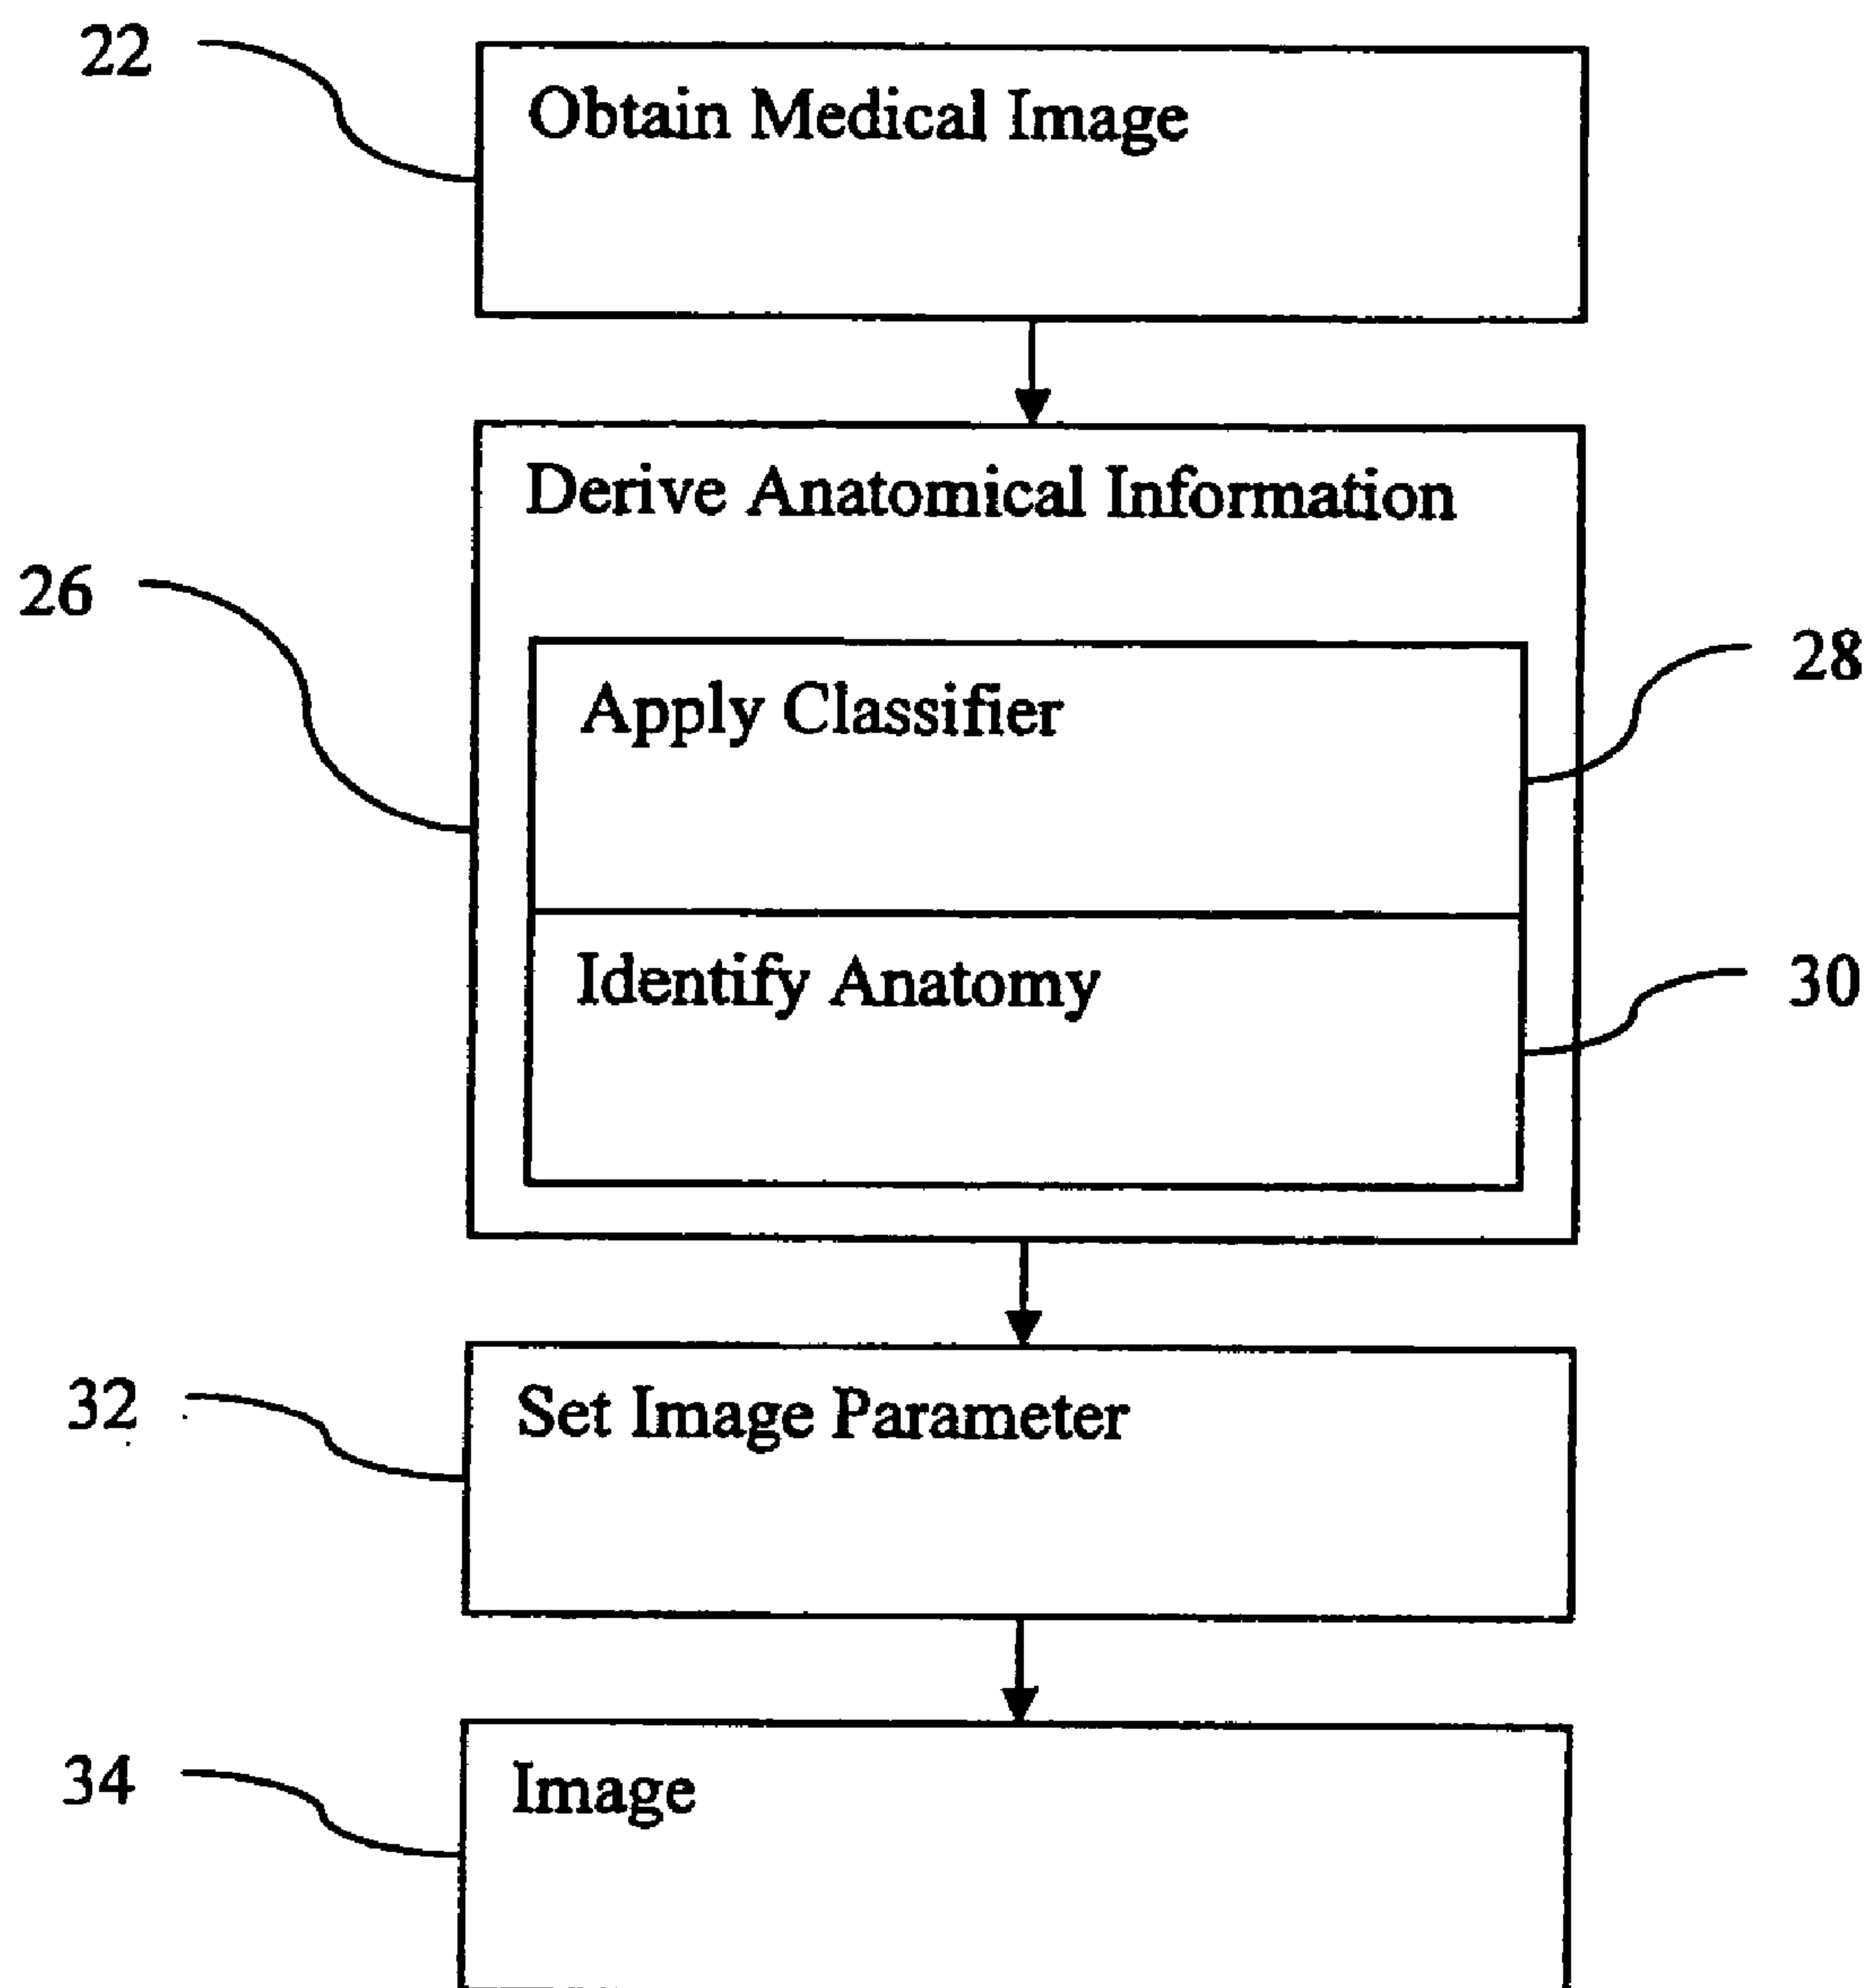 22
Obtain Medical Image
Derive Anatomical Information
26
28
Apply Classifier
30
Identify Anatomy
32
Set Image Parameter
34
Image